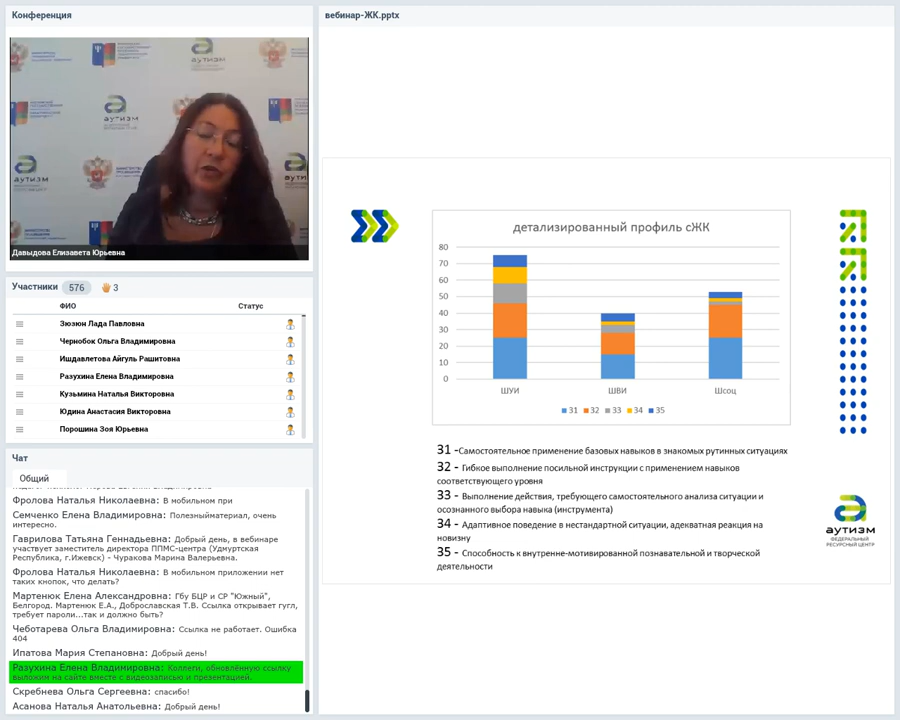 Конференция
аутизм
аутизм
Давыдова Елизавета Юрьевна
Участники 576 3
ФИО Статус
Зюзюн Лада Павловна
Чернобок Ольга Владимировна
Ишдавлетова Айгуль Рашитовна
Разухина Елена Владимировна
Кузьмина Наталья Викторовна
Юдина Анастасия Викторовна
Порошина Зоя Юрьевна
Чат
Общий
Фролова Наталья Николаевна: В мобильном при
Семченко Елена Владимировна: Полезныйматериал, очень
интересно.
Гаврилова Татьяна Геннадьевна: Добрый день, в вебинаре
участвует заместитель директора ППМС-центра (Удмуртская
Республика, г.Ижевск) - Чуракова Марина Валерьевна.
Фролова Наталья Николаевна: В мобильном приложении нет
таких кнопок, что делать?
Мартенюк Елена Александровна: Гбу БЦР и СР "Южный",
Белгород. Мартенюк Е.А., Доброславская Т.В. Ссылка открывает гугл,
требует пароли...так и должно быть?
Чеботарева Ольга Владимировна: Ссылка не работает. Ошибка
404
Ипатова Мария Степановна: Добрый день!
Разухина Елена Владимировна: Коллеги, обновлённую ссылку
выложим на сайте вместе с видеозаписью и презентацией.
Скребнева Ольга Сергеевна: спасибо!
Асанова Наталья Анатольевна: Добрый день!
вебинар-ЖК.pptx
детализированный профиль сЖК
80
70
60
50
40
30
20
10
0
ШУИ ШВИ Шсоц
31 32 33 34 35
31 -Самостоятельное применение базовых навыков в знакомых рутинных ситуациях
32 - Гибкое выполнение посильной инструкции с применением навыков
соответствующего уровня
33 - Выполнение действия, требующего самостоятельного анализа ситуации и
осознанного выбора навыка (инструмента)
34 - Адаптивное поведение в нестандартной ситуации, адекватная реакция на
новизну
35 - Способность к внутренне-мотивированной познавательной и творческой
деятельности
аутизм
ФЕДЕРАЛЬНЫЙ
РЕСУРСНЫЙ ЦЕНТР